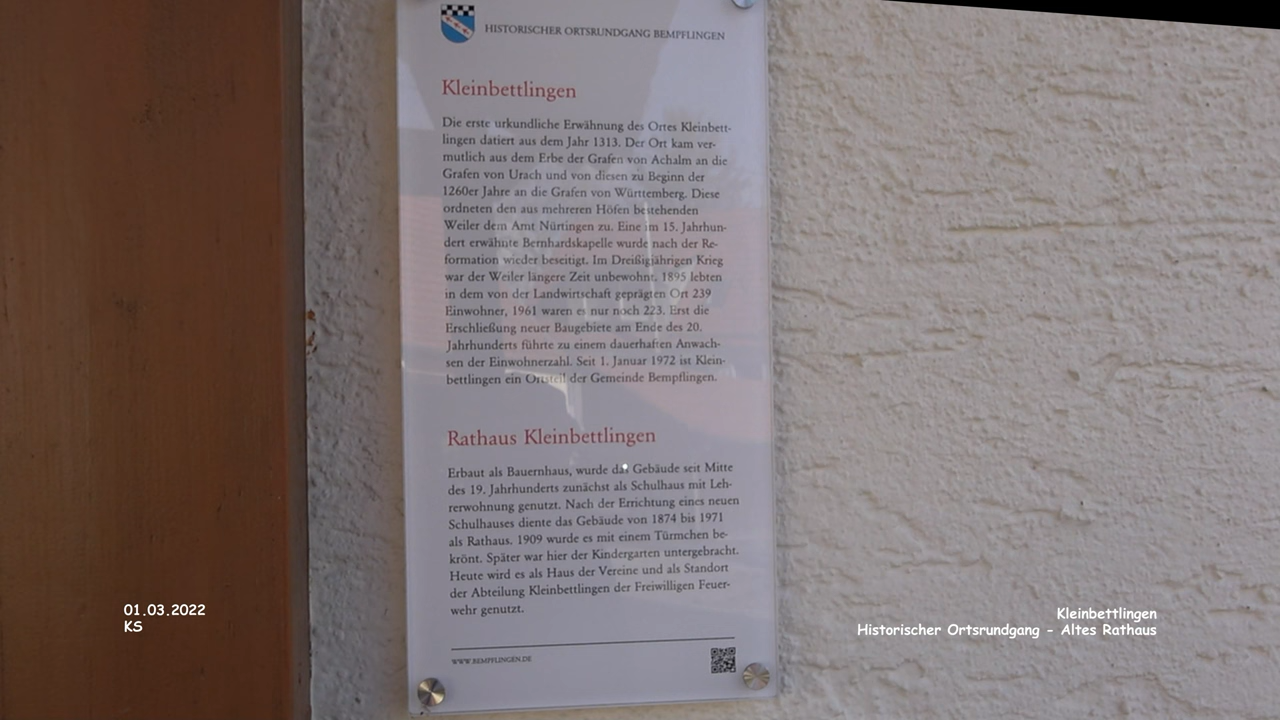 HISTORISCHER ORTSRUNDGANG BEMPFLINGEN
Kleinbettlingen
Die erste urkundliche Erwähnung des Ortes Kleinbett-
lingen datiert aus dem Jahr 1313. Der Ort kam ver-
mutlich aus dem Erbe der Grafen von Achalm an die
Grafen von Urach und von diesen zu Beginn der
1260er Jahre an die Grafen von Württemberg. Diese
ordneten den aus mehreren Höfen bestehenden
Weiler dem Amt Nürtingen zu. Eine im 15. Jahrhun-
dert erwähnte Bernhardskapelle wurde nach der Re-
formation wieder beseitigt. Im Dreißigjährigen Krieg
war der Weiler längere Zeit unbewohnt. 1895 lebten
in dem von der Landwirtschaft geprägten Ort 239
Einwohner, 1961 waren es nur noch 223. Erst die
Erschließung neuer Baugebiete am Ende des 20.
Jahrhunderts führte zu einem dauerhaften Anwach-
sen der Einwohnerzahl. Seit 1. Januar 1972 ist Klein-
bettlingen ein Ortsteil der Gemeinde Bempflingen.
Rathaus Kleinbettlingen
Erbaut als Bauernhaus, wurde das Gebäude seit Mitte
des 19. Jahrhunderts zunächst als Schulhaus mit Leh-
rerwohnung genutzt. Nach der Errichtung eines neuen
Schulhauses diente das Gebäude von 1874 bis 1971
als Rathaus. 1909 wurde es mit einem Türmchen be-
krönt. Später war hier der Kindergarten untergebracht.
Heute wird es als Haus der Vereine und als Standort
der Abteilung Kleinbettlingen der Freiwilligen Feuer-
wehr genutzt.
WWW.BEMPFLINGEN.DE
01.03.2022
KS
Kleinbettlingen
Historischer Ortsrundgang - Altes Rathaus